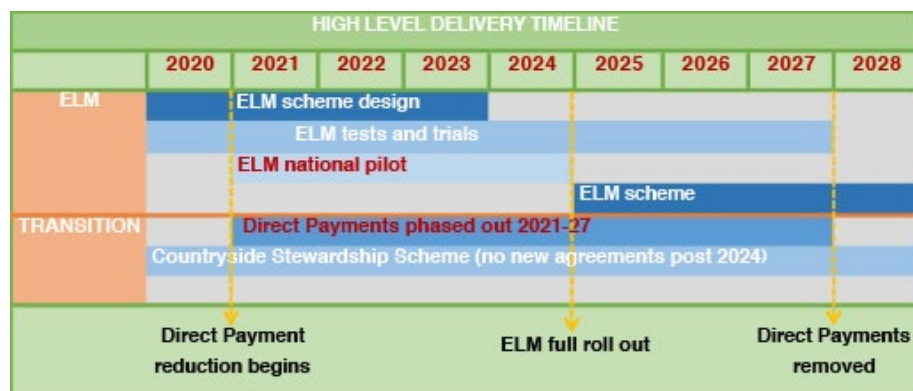 HIGH LEVEL DELIVERY TIMELINE
2020 2021 2022 2023 2024 2025 2026 2027 2028
ELM
ELM scheme design
ELM tests and trials
ELM national pilot
ELM scheme
TRANSITION
Direct Payments phased out 2021-27
Countryside Stewardship Scheme (no new agreements post 2024)
Direct Payment
reduction begins
ELM full roll out
Direct Payments
removed